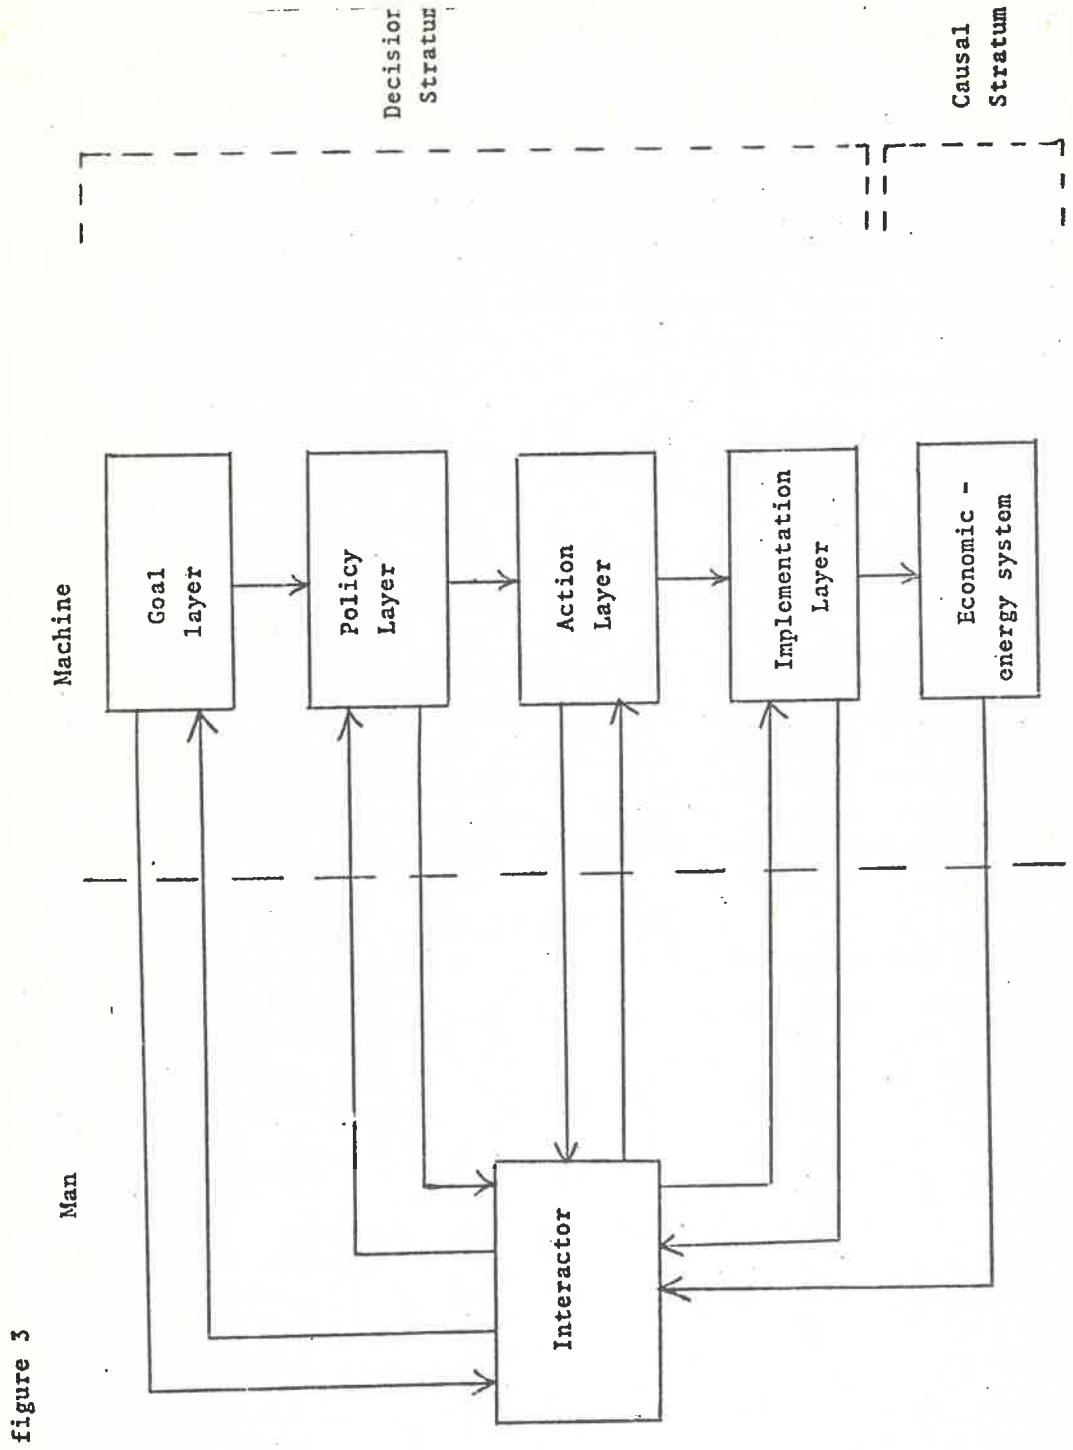 figure 3
Man
Machine
Interactor
Goal
layer
Policy
Layer
Action
Layer
Implementation
Layer
Economic -
energy system
Decision
Stratum
Causal
Stratum